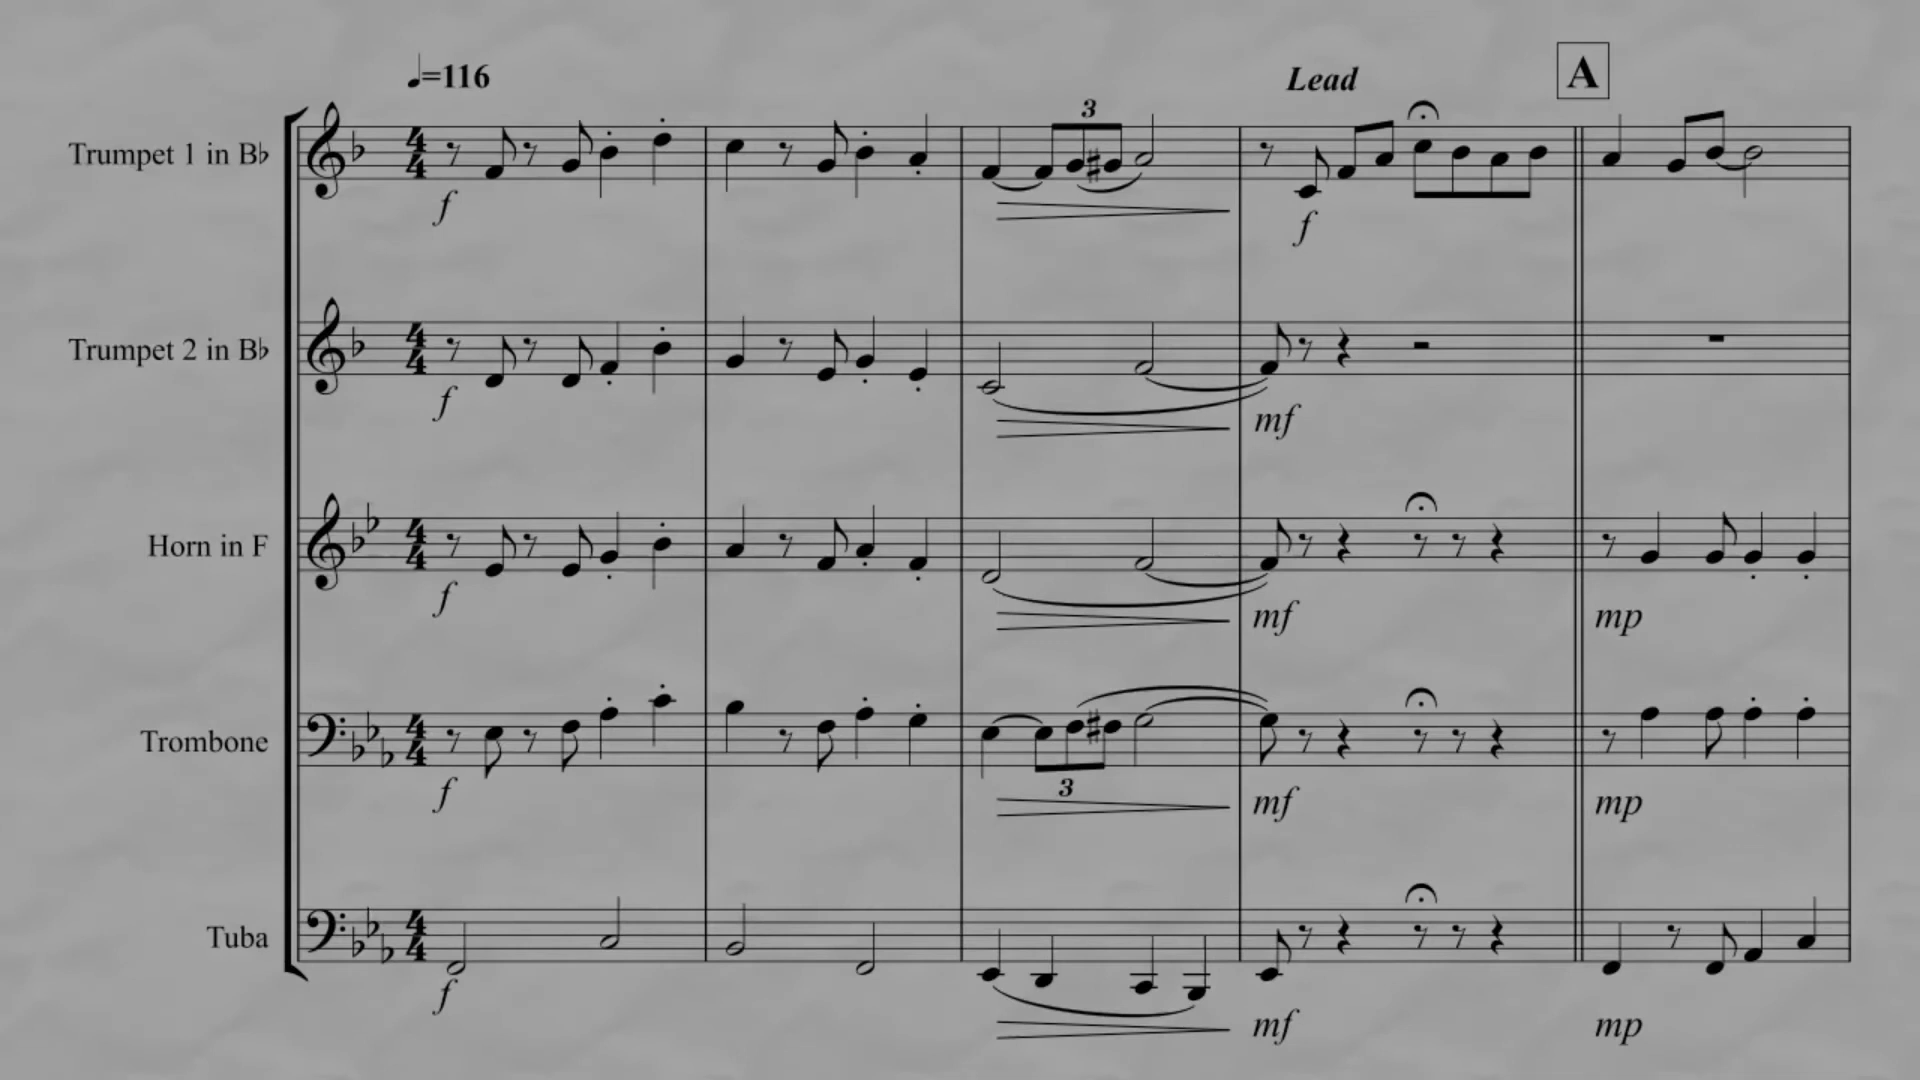 ♩=116
Lead
A
3
Trumpet 1 in B♭
f
f
Trumpet 2 in B♭
f
mf
Horn in F
f
mf
mp
Trombone
f
3
mf
mp
Tuba
f
mf
mp